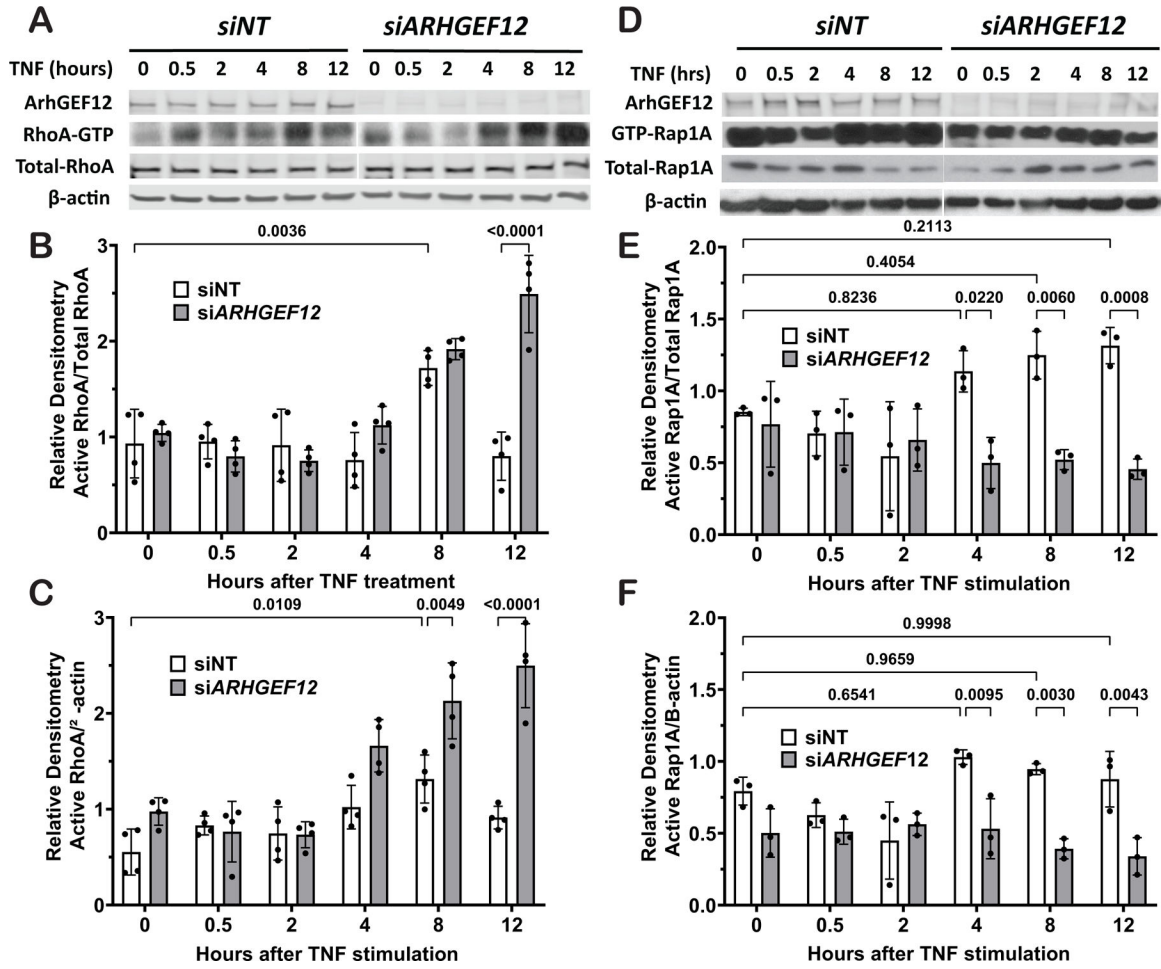 A
siNT
siARHGEF12
TNF (hours)
0 0.5 2 4 8 12 0 0.5 2 4 8 12
ArhGEF12
RhoA-GTP
Total-RhoA
β-actin
D
siNT
siARHGEF12
TNF (hrs)
0 0.5 2 4 8 12 0 0.5 2 4 8 12
ArhGEF12
GTP-Rap1A
Total-Rap1A
β-actin
B
Relative Densitometry
Active RhoA/Total RhoA
3
2
1
0
0.0036
<0.0001
siNT
siARHGEF12
0 0.5 2 4 8 12
Hours after TNF treatment
C
Relative Densitometry
Active RhoA/² -actin
3
2
1
0
0.0109
0.0049
<0.0001
siNT
siARHGEF12
0 0.5 2 4 8 12
Hours after TNF stimulation
E
Relative Densitometry
Active Rap1A/Total Rap1A
2.0
1.5
1.0
0.5
0.0
0.2113
0.4054
0.8236
0.0220
0.0060
0.0008
siNT
siARHGEF12
0 0.5 2 4 8 12
Hours after TNF stimulation
F
Relative Densitometry
Active Rap1A/B-actin
2.0
1.5
1.0
0.5
0.0
0.9998
0.9659
0.6541
0.0095
0.0030
0.0043
siNT
siARHGEF12
0 0.5 2 4 8 12
Hours after TNF stimulation